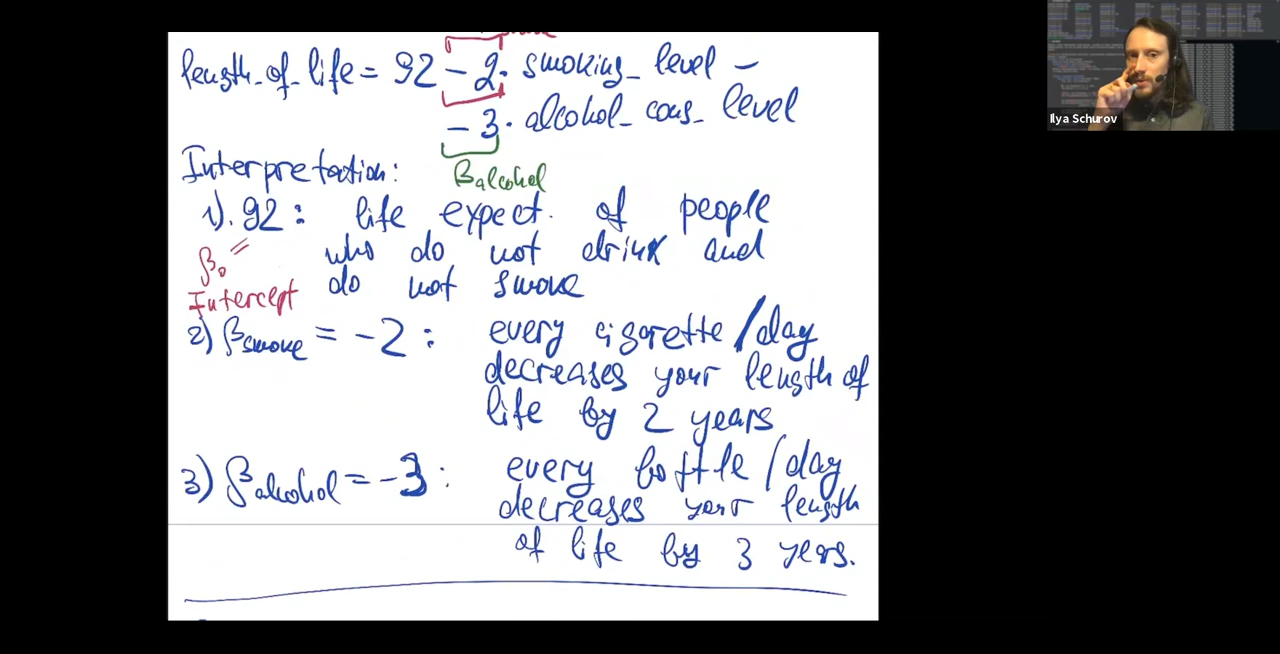 length_of_life = 92 - 2. smoking_level -
- 3. alcohol_cons_level
Interpretation:
βalcohol
1). 92: life expect. of people
who do not drink and
do not smoke
β0 =
Intercept
2) βsmoke = -2: every cigarette/day
decreases your length of
life by 2 years
3) βalcohol = -3: every bottle/day
decreases your length
of life by 3 yers.
Ilya Schurov